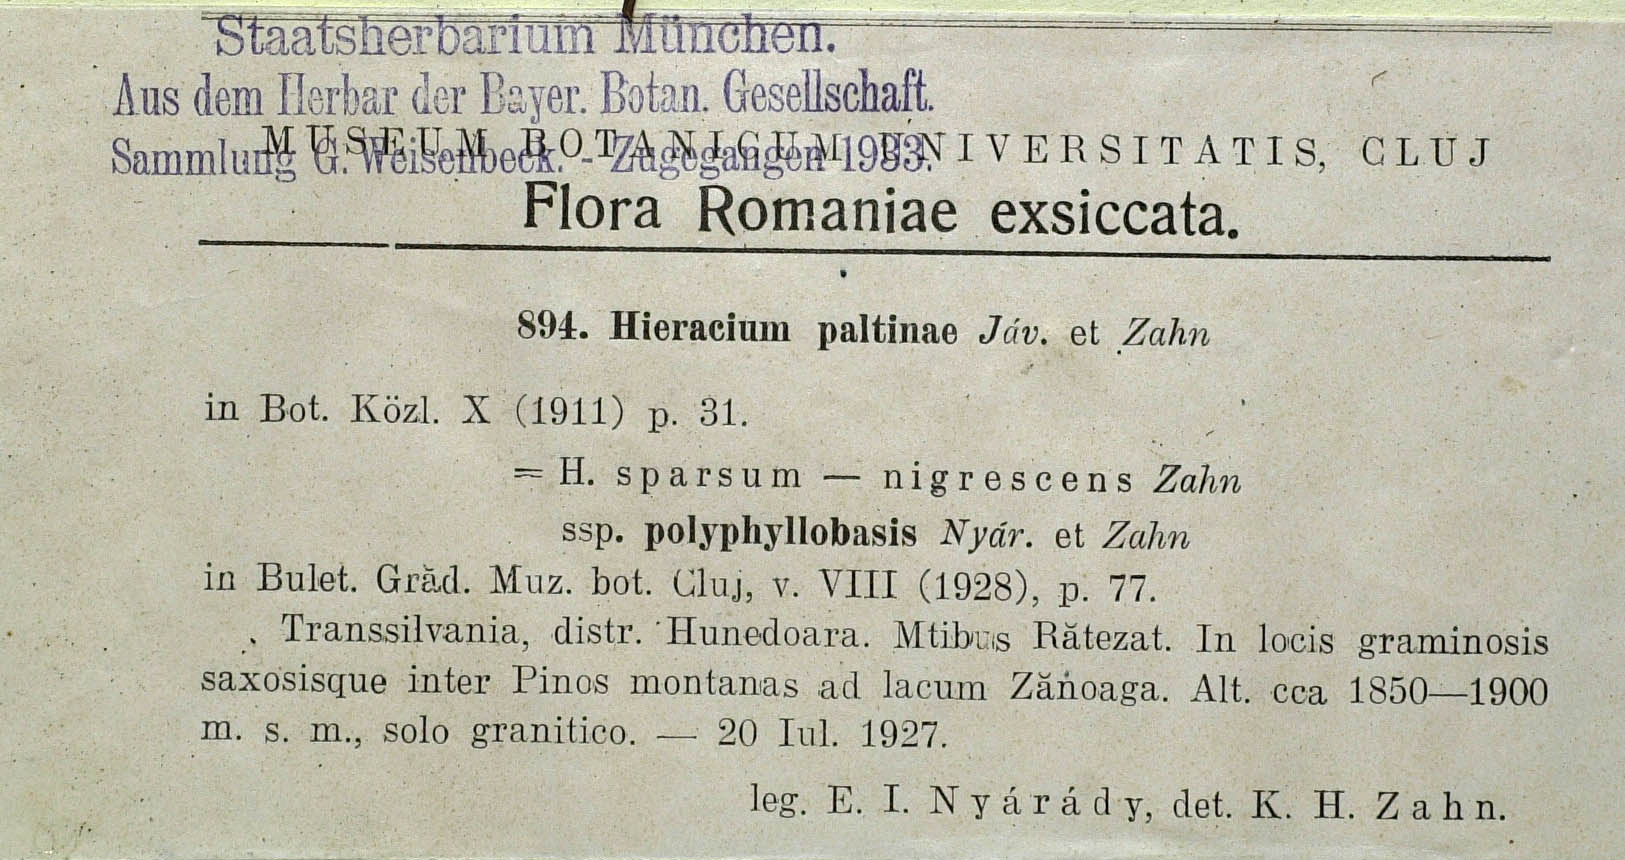 Staatsherbarium München.
Aus dem Herbar der Bayer. Botan. Gesellschaft.
MUSEUM BOTANICUM UNIVERSITATIS, CLUJ
Sammlung G. Weisenbeck. - Zugegangen 1983.
Flora Romaniae exsiccata.
894. Hieracium paltinae Jáv. et Zahn
in Bot. Közl. X (1911) p. 31.
= H. sparsum — nigrescens Zahn
ssp. polyphyllobasis Nyár. et Zahn
in Bulet. Grăd. Muz. bot. Cluj, v. VIII (1928), p. 77.
Transsilvania, distr. Hunedoara. Mtibus Rătezat. In locis graminosis
saxosisque inter Pinos montanas ad lacum Zănoaga. Alt. cca 1850—1900
m. s. m., solo granitico. — 20 Iul. 1927.
leg. E. I. Nyárády, det. K. H. Zahn.